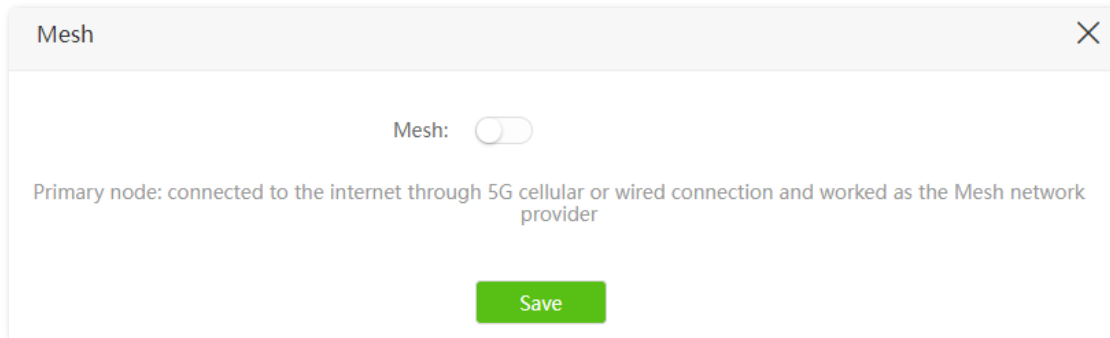 Mesh
Mesh:
Primary node: connected to the internet through 5G cellular or wired connection and worked as the Mesh network
provider
Save